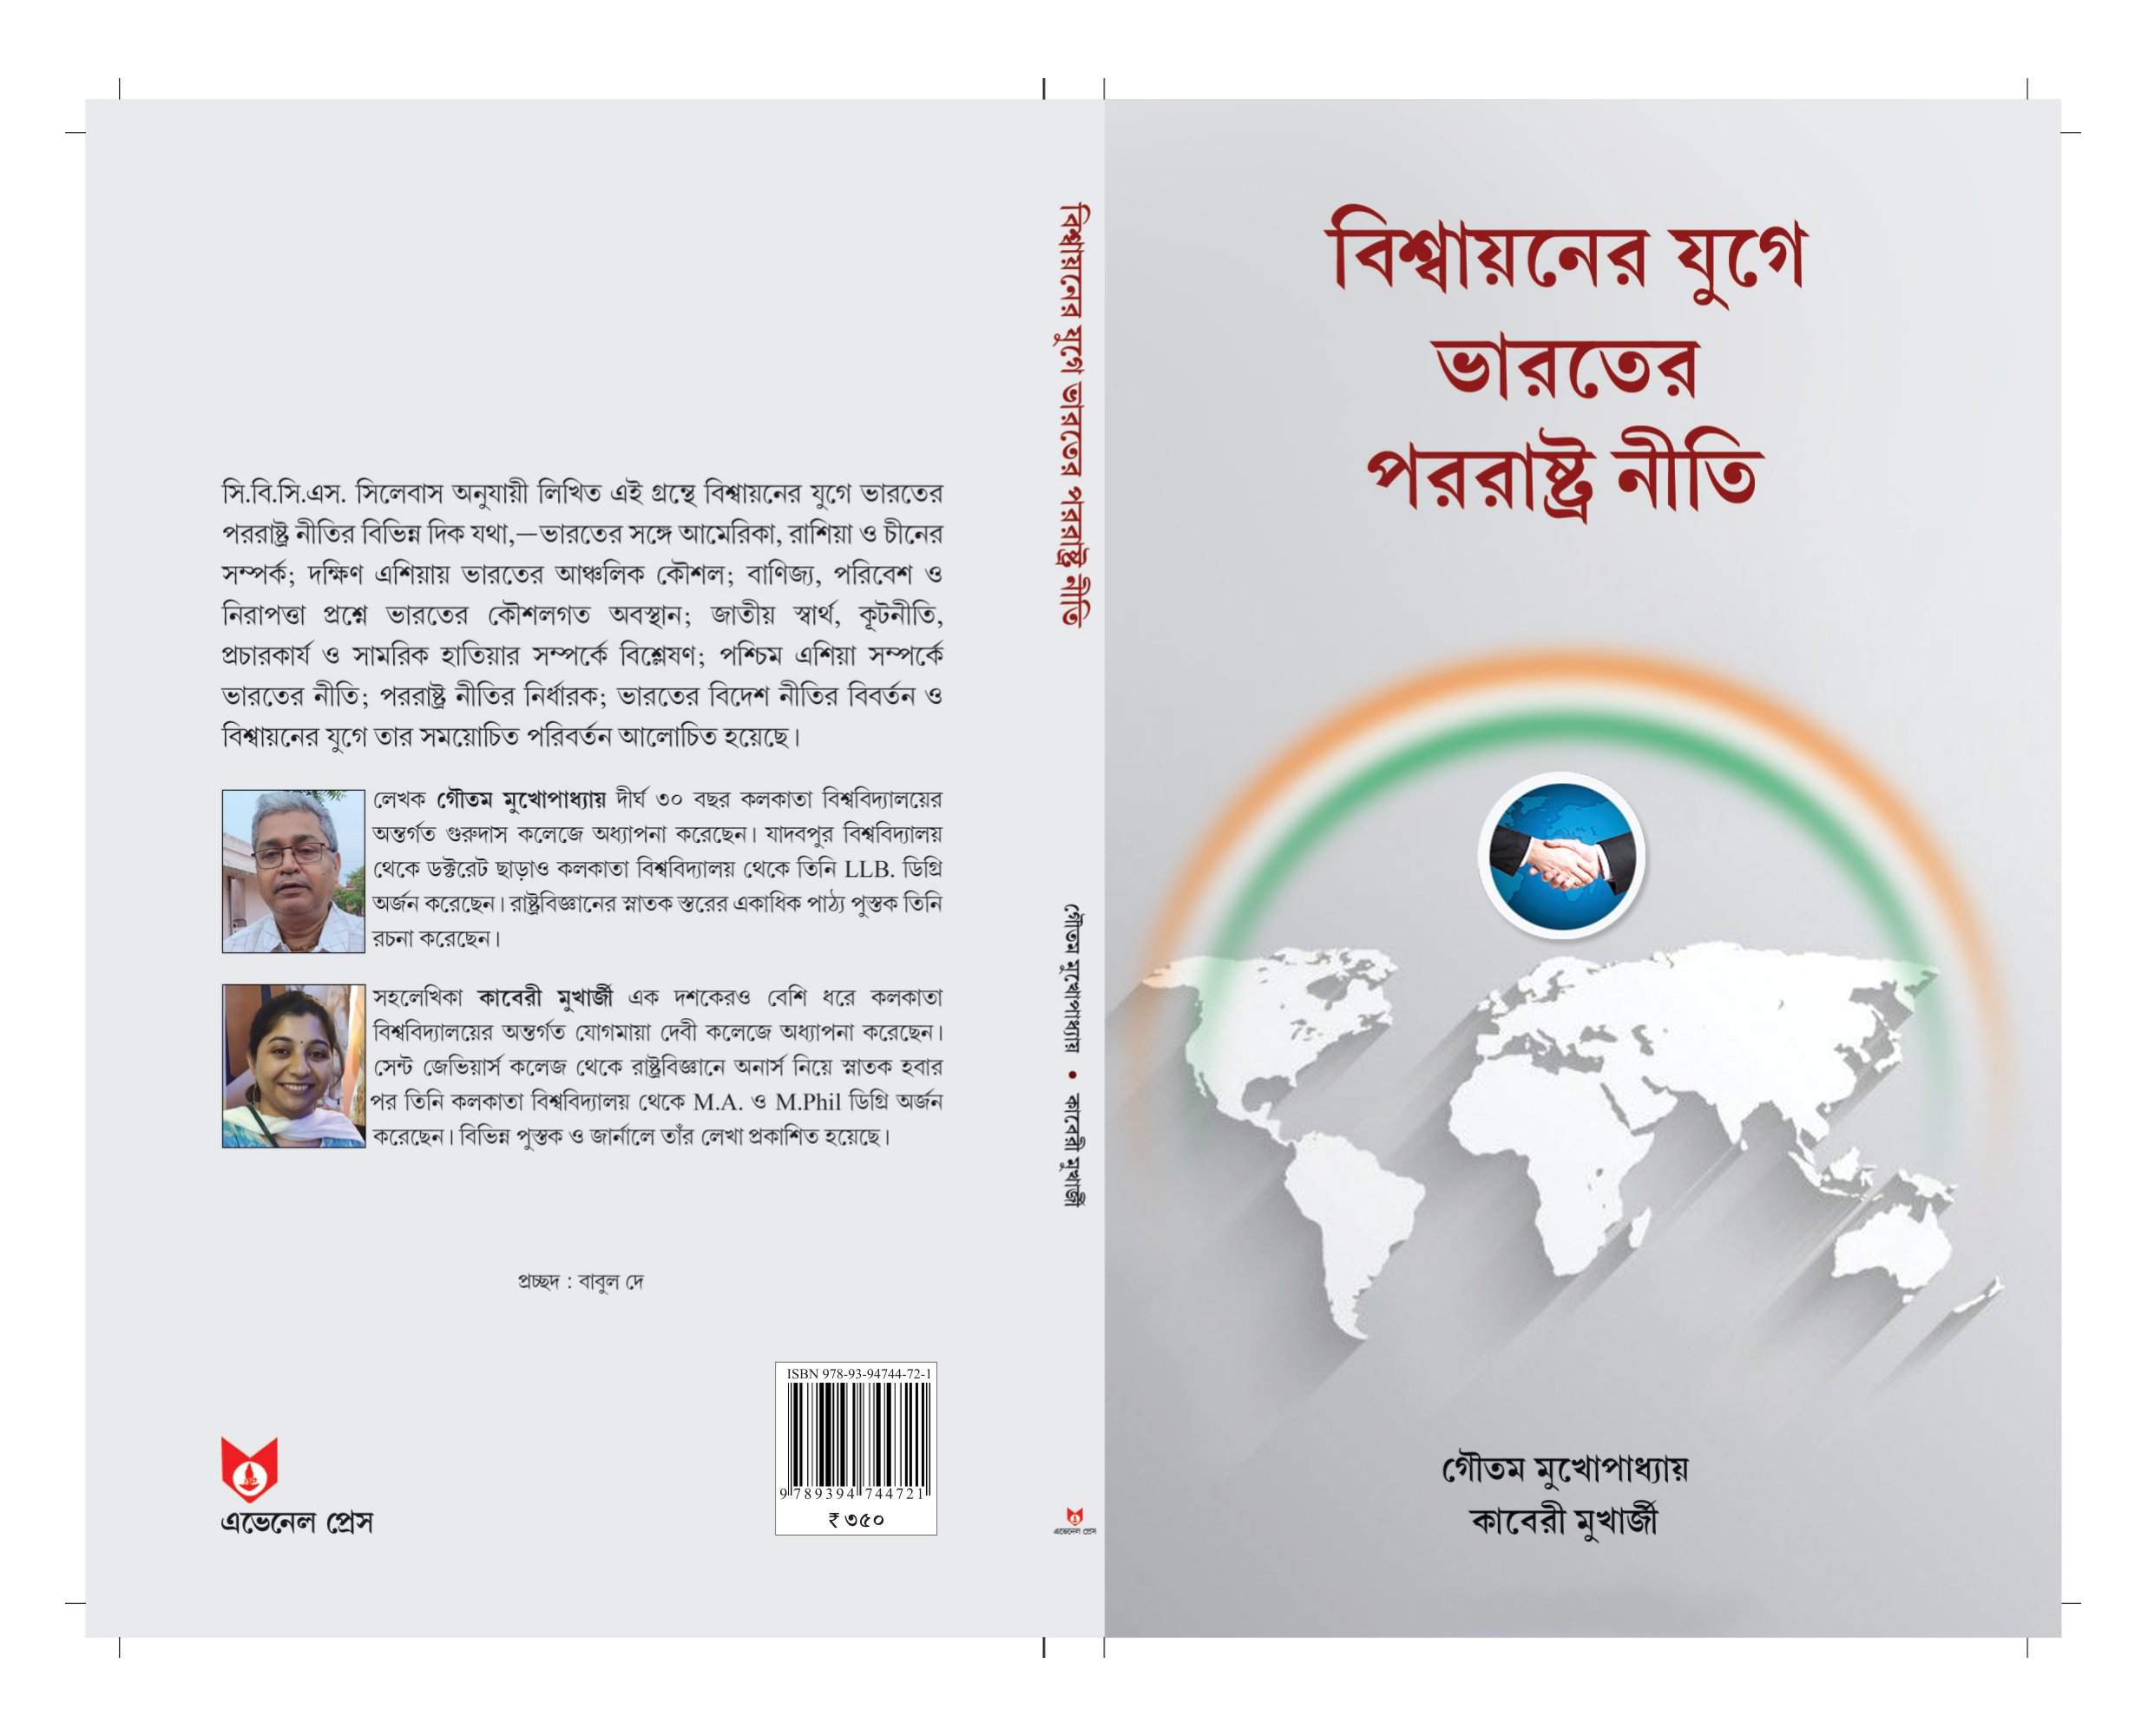 সি.বি.সি.এস. সিলেবাস অনুযায়ী লিখিত এই গ্রন্থে বিশ্বায়নের যুগে ভারতের
পররাষ্ট্র নীতির বিভিন্ন দিক যথা,—ভারতের সঙ্গে আমেরিকা, রাশিয়া ও চীনের
সম্পর্ক; দক্ষিণ এশিয়ায় ভারতের আঞ্চলিক কৌশল; বাণিজ্য, পরিবেশ ও
নিরাপত্তা প্রশ্নে ভারতের কৌশলগত অবস্থান; জাতীয় স্বার্থ, কূটনীতি,
প্রচারকার্য ও সামরিক হাতিয়ার সম্পর্কে বিশ্লেষণ; পশ্চিম এশিয়া সম্পর্কে
ভারতের নীতি; পররাষ্ট্র নীতির নির্ধারক; ভারতের বিদেশ নীতির বিবর্তন ও
বিশ্বায়নের যুগে তার সময়োচিত পরিবর্তন আলোচিত হয়েছে।
লেখক গৌতম মুখোপাধ্যায় দীর্ঘ ৩০ বছর কলকাতা বিশ্ববিদ্যালয়ের
অন্তর্গত গুরুদাস কলেজে অধ্যাপনা করেছেন। যাদবপুর বিশ্ববিদ্যালয়
থেকে ডক্টরেট ছাড়াও কলকাতা বিশ্ববিদ্যালয় থেকে তিনি LLB. ডিগ্রি
অর্জন করেছেন। রাষ্ট্রবিজ্ঞানের স্নাতক স্তরের একাধিক পাঠ্য পুস্তক তিনি
রচনা করেছেন।
সহলেখিকা কাবেরী মুখার্জী এক দশকেরও বেশি ধরে কলকাতা
বিশ্ববিদ্যালয়ের অন্তর্গত যোগমায়া দেবী কলেজে অধ্যাপনা করেছেন।
সেন্ট জেভিয়ার্স কলেজ থেকে রাষ্ট্রবিজ্ঞানে অনার্স নিয়ে স্নাতক হবার
পর তিনি কলকাতা বিশ্ববিদ্যালয় থেকে M.A. ও M.Phil ডিগ্রি অর্জন
করেছেন। বিভিন্ন পুস্তক ও জার্নালে তাঁর লেখা প্রকাশিত হয়েছে।
প্রচ্ছদ : বাবুল দে
ISBN 978-93-94744-72-1
9 789394 744721
₹ ৩৫০
এভেনেল প্রেস
বিশ্বায়নের যুগে ভারতের পররাষ্ট্র নীতি
গৌতম মুখোপাধ্যায় • কাবেরী মুখার্জী
এভেনেল প্রেস
বিশ্বায়নের যুগে
ভারতের
পররাষ্ট্র নীতি
গৌতম মুখোপাধ্যায়
কাবেরী মুখার্জী